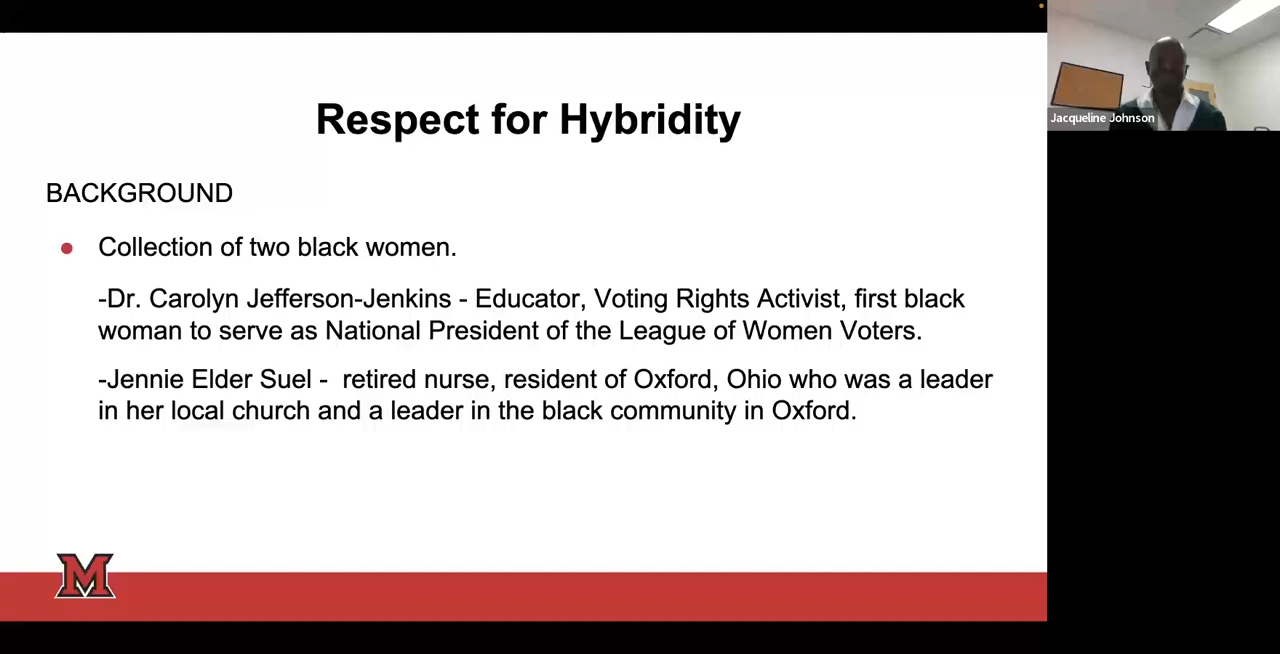 Respect for Hybridity
Jacqueline Johnson
BACKGROUND
● Collection of two black women.
-Dr. Carolyn Jefferson-Jenkins - Educator, Voting Rights Activist, first black
woman to serve as National President of the League of Women Voters.
-Jennie Elder Suel -  retired nurse, resident of Oxford, Ohio who was a leader
in her local church and a leader in the black community in Oxford.
M